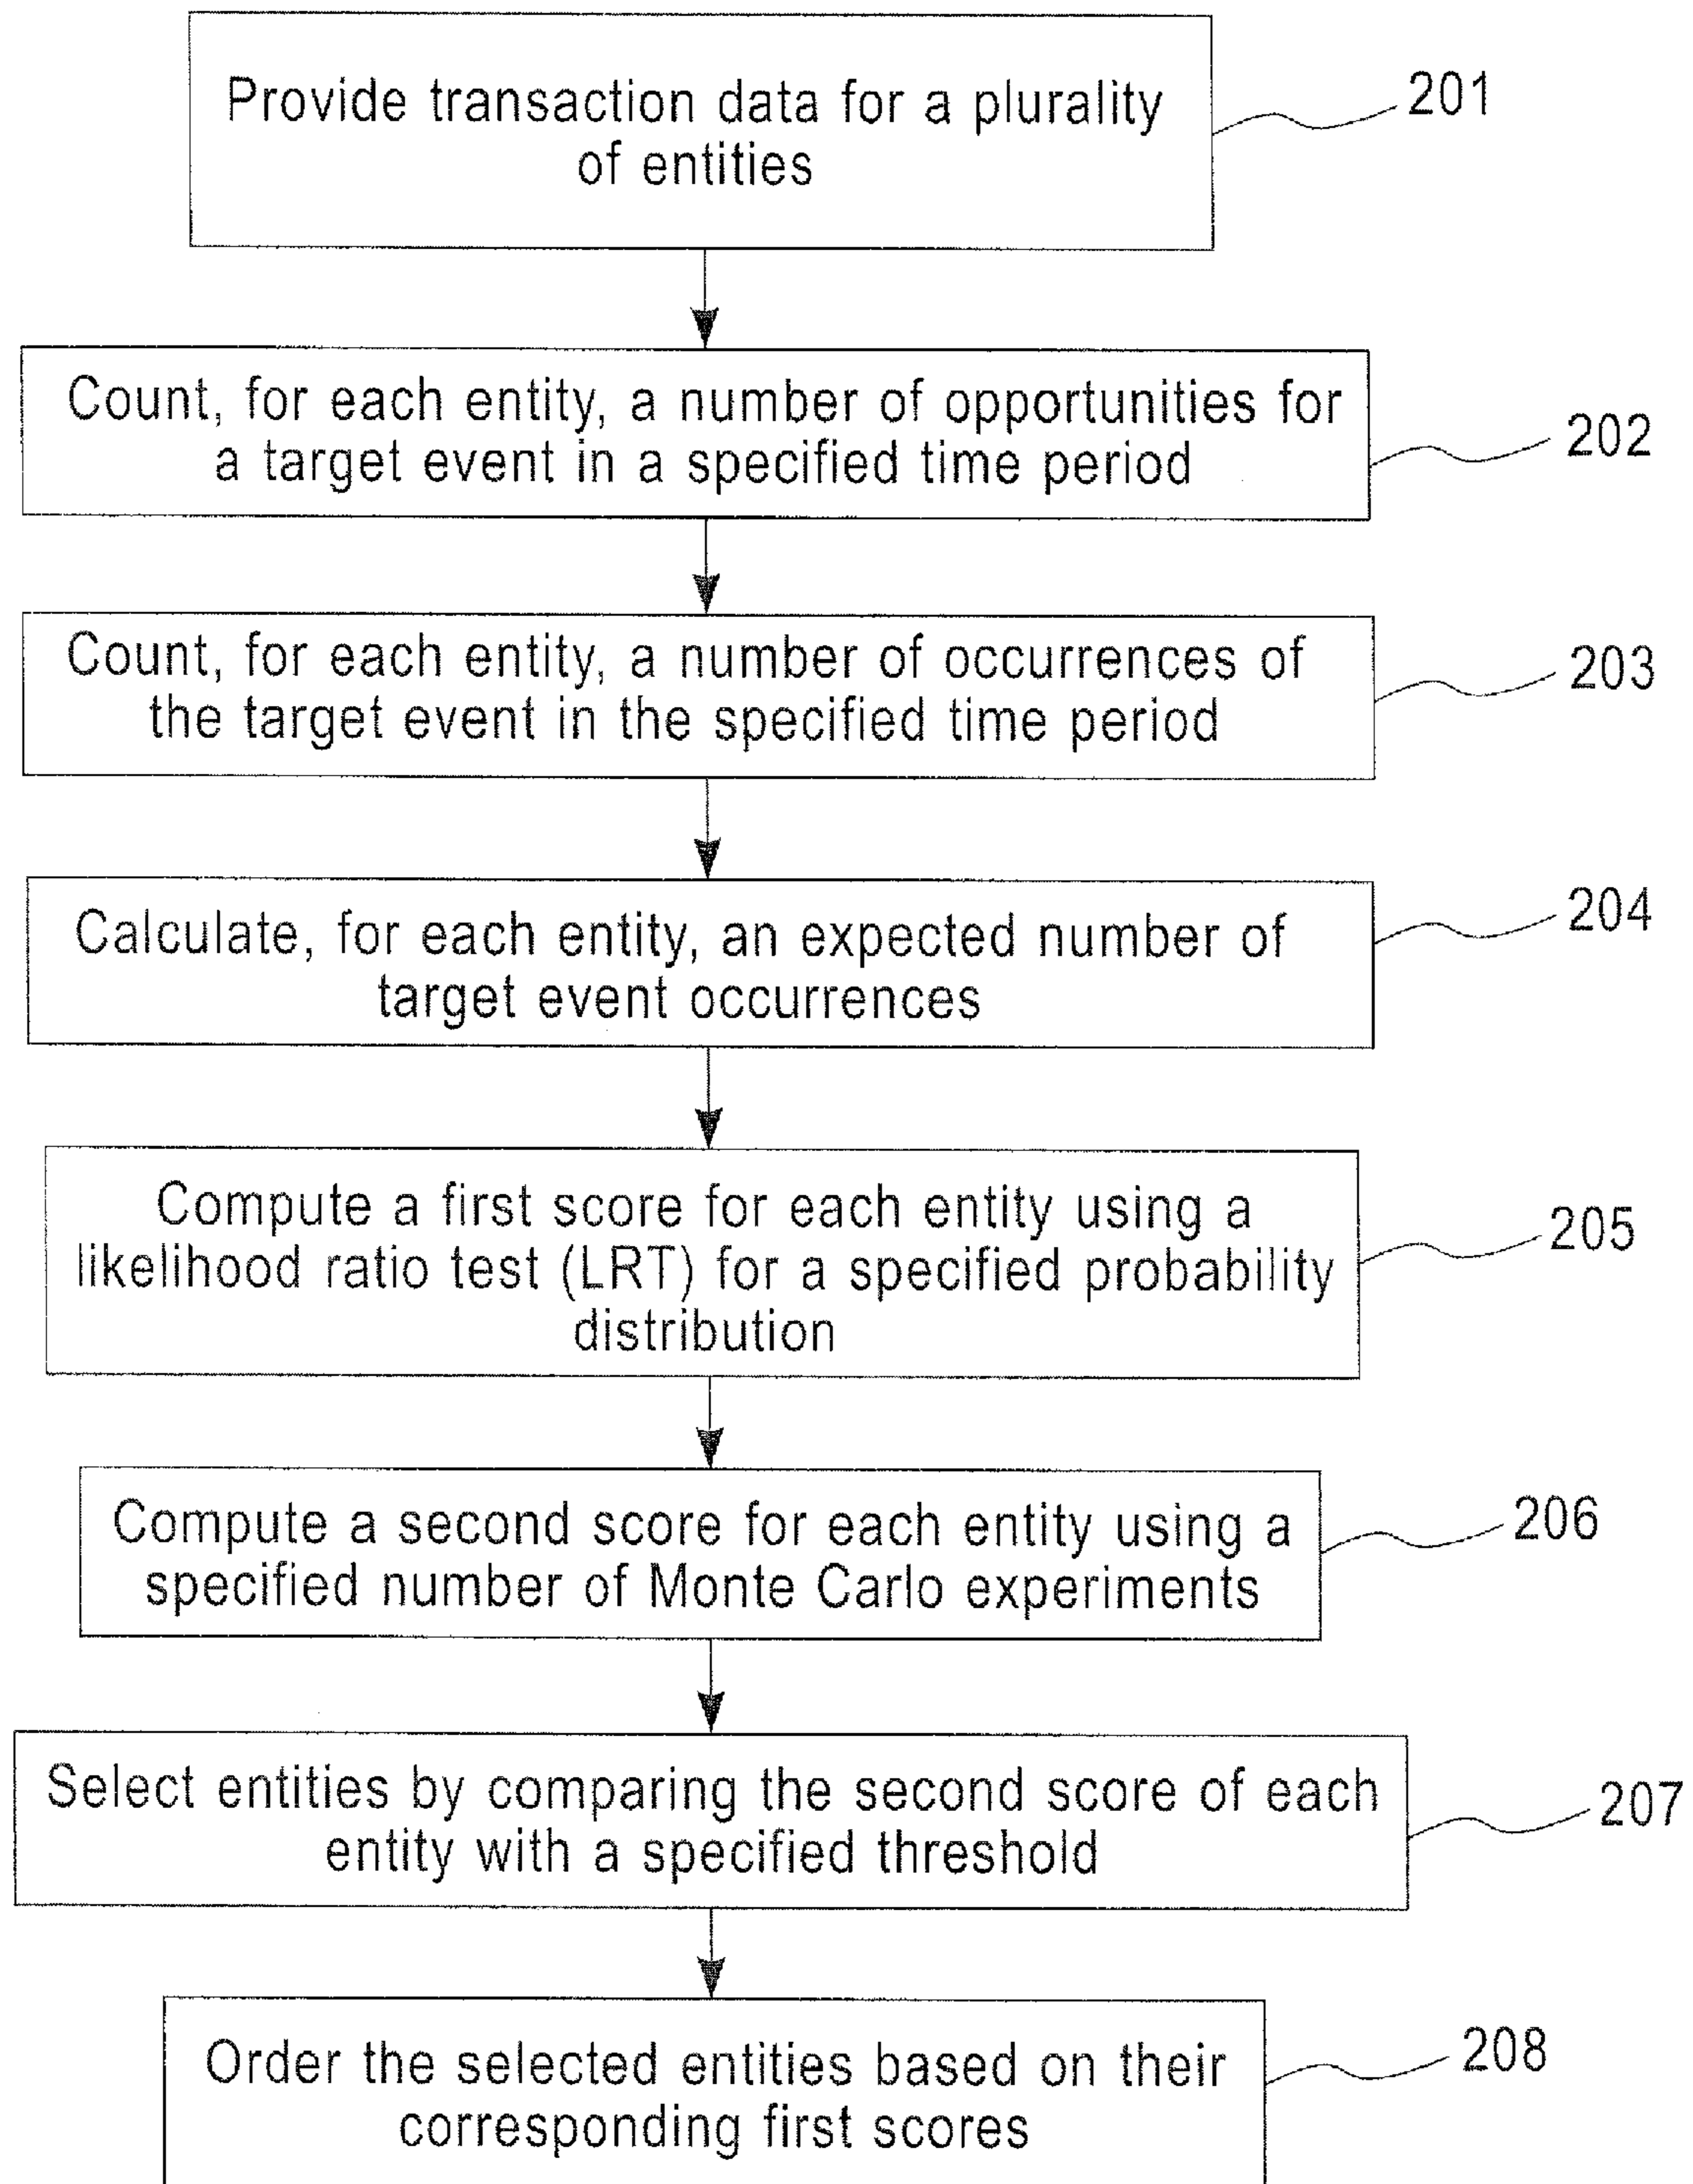 Provide transaction data for a plurality
of entities
201
Count, for each entity, a number of opportunities for
a target event in a specified time period
202
Count, for each entity, a number of occurrences of
the target event in the specified time period
203
Calculate, for each entity, an expected number of
target event occurrences
204
Compute a first score for each entity using a
likelihood ratio test (LRT) for a specified probability
distribution
205
Compute a second score for each entity using a
specified number of Monte Carlo experiments
206
Select entities by comparing the second score of each
entity with a specified threshold
207
Order the selected entities based on their
corresponding first scores
208